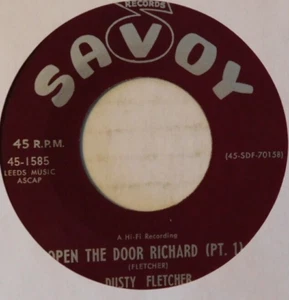 RECORDS
SAVOY
45 R.P.M.
45-1585
LEEDS MUSIC
ASCAP
(45-SDF-70158)
A Hi-Fi Recording
OPEN THE DOOR RICHARD (PT. 1)
(FLETCHER)
DUSTY FLETCHER